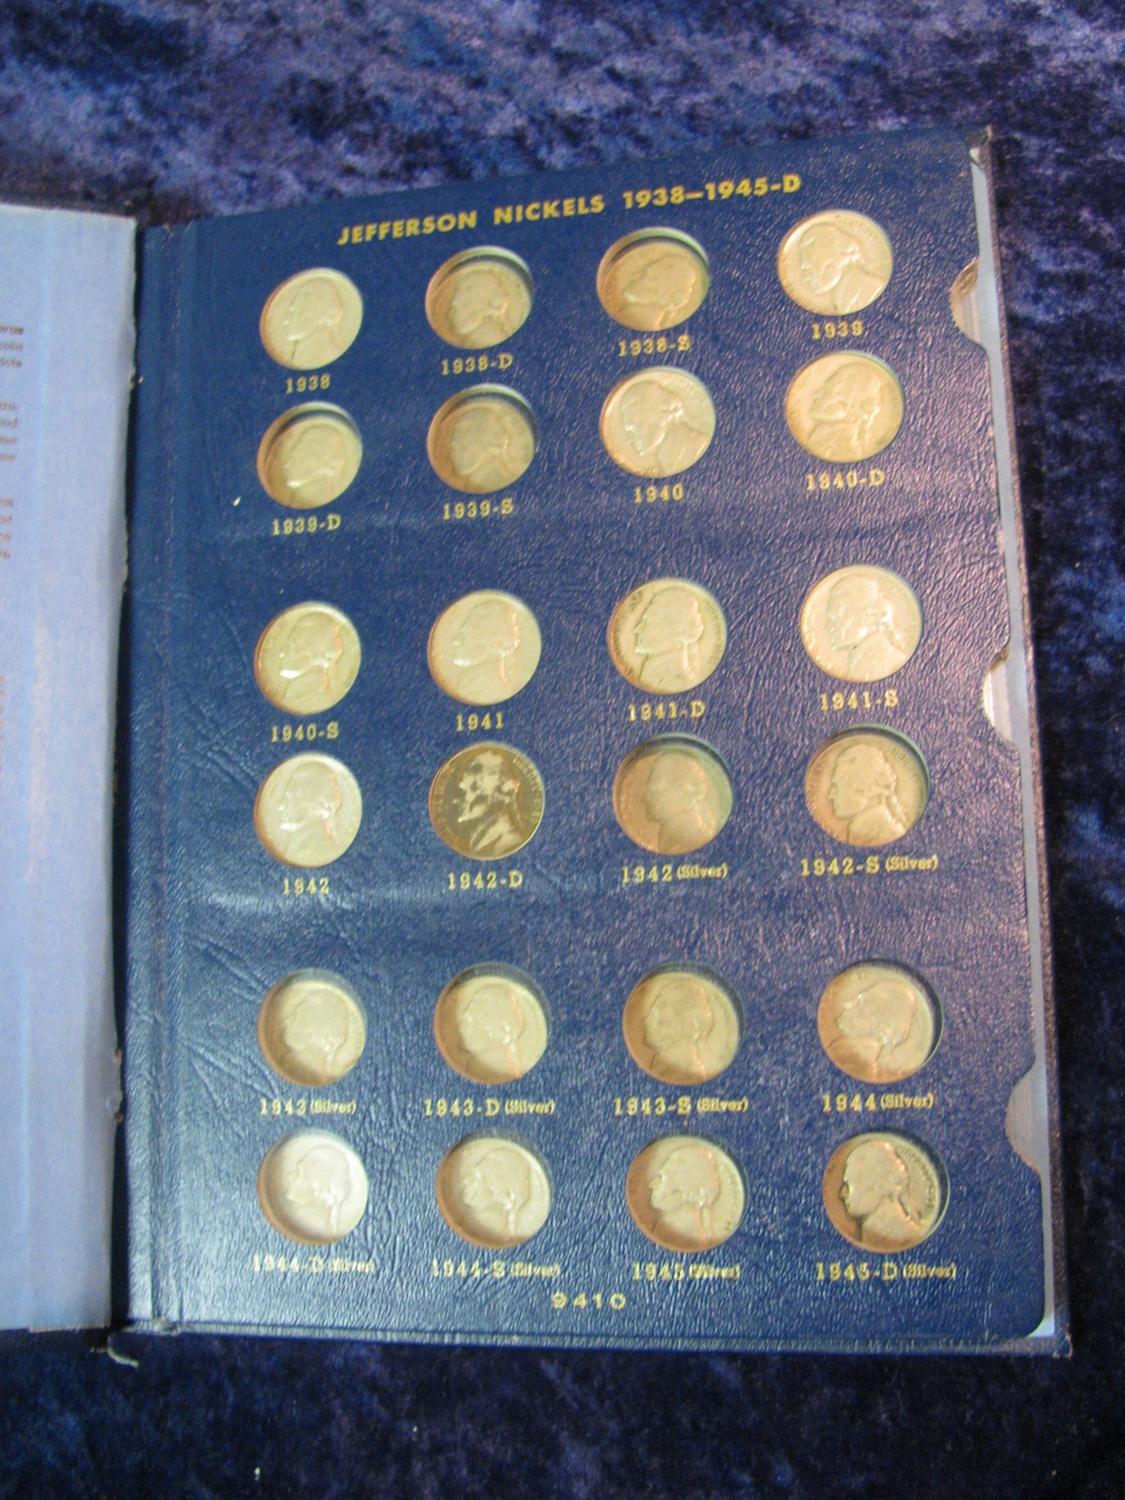 JEFFERSON NICKELS 1938–1945-D
1938 1938-D 1938-S 1939
1939-D 1939-S 1940 1940-D
1940-S 1941 1941-D 1941-S
1942 1942-D 1942 (Silver) 1942-S (Silver)
1943 (Silver) 1943-D (Silver) 1943-S (Silver) 1944 (Silver)
1944-D (Silver) 1944-S (Silver) 1945 (Silver) 1945-D (Silver)
9410